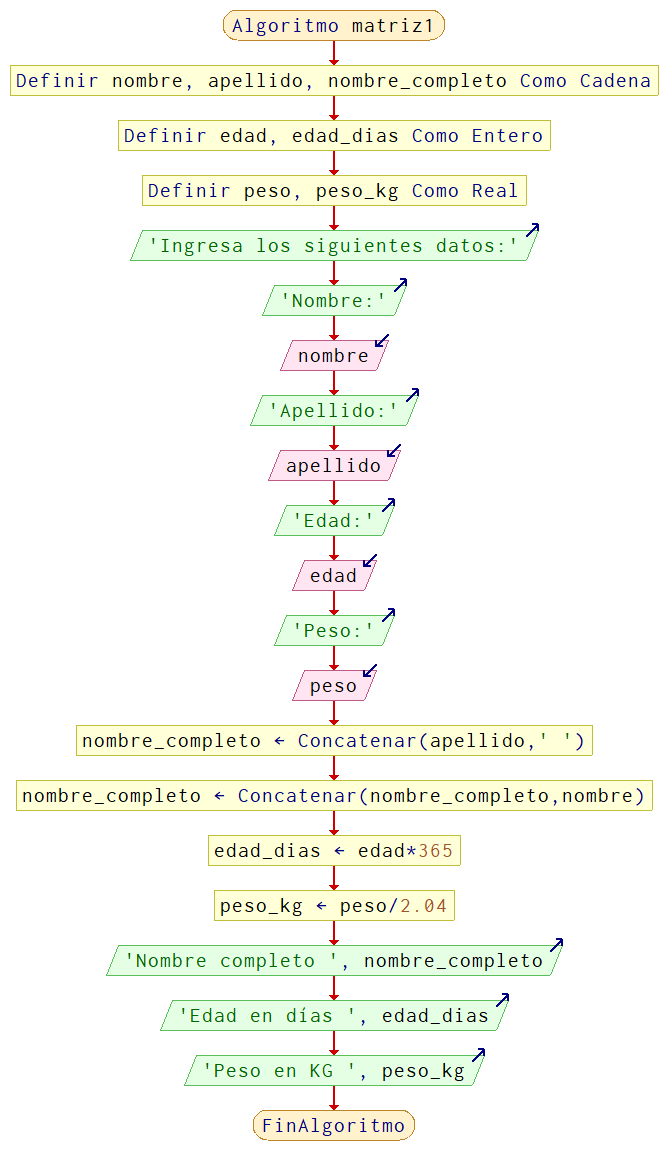 Algoritmo matriz1
Definir nombre, apellido, nombre_completo Como Cadena
Definir edad, edad_dias Como Entero
Definir peso, peso_kg Como Real
'Ingresa los siguientes datos:'
'Nombre:'
nombre
'Apellido:'
apellido
'Edad:'
edad
'Peso:'
peso
nombre_completo ← Concatenar(apellido,' ')
nombre_completo ← Concatenar(nombre_completo,nombre)
edad_dias ← edad*365
peso_kg ← peso/2.04
'Nombre completo ', nombre_completo
'Edad en días ', edad_dias
'Peso en KG ', peso_kg
FinAlgoritmo